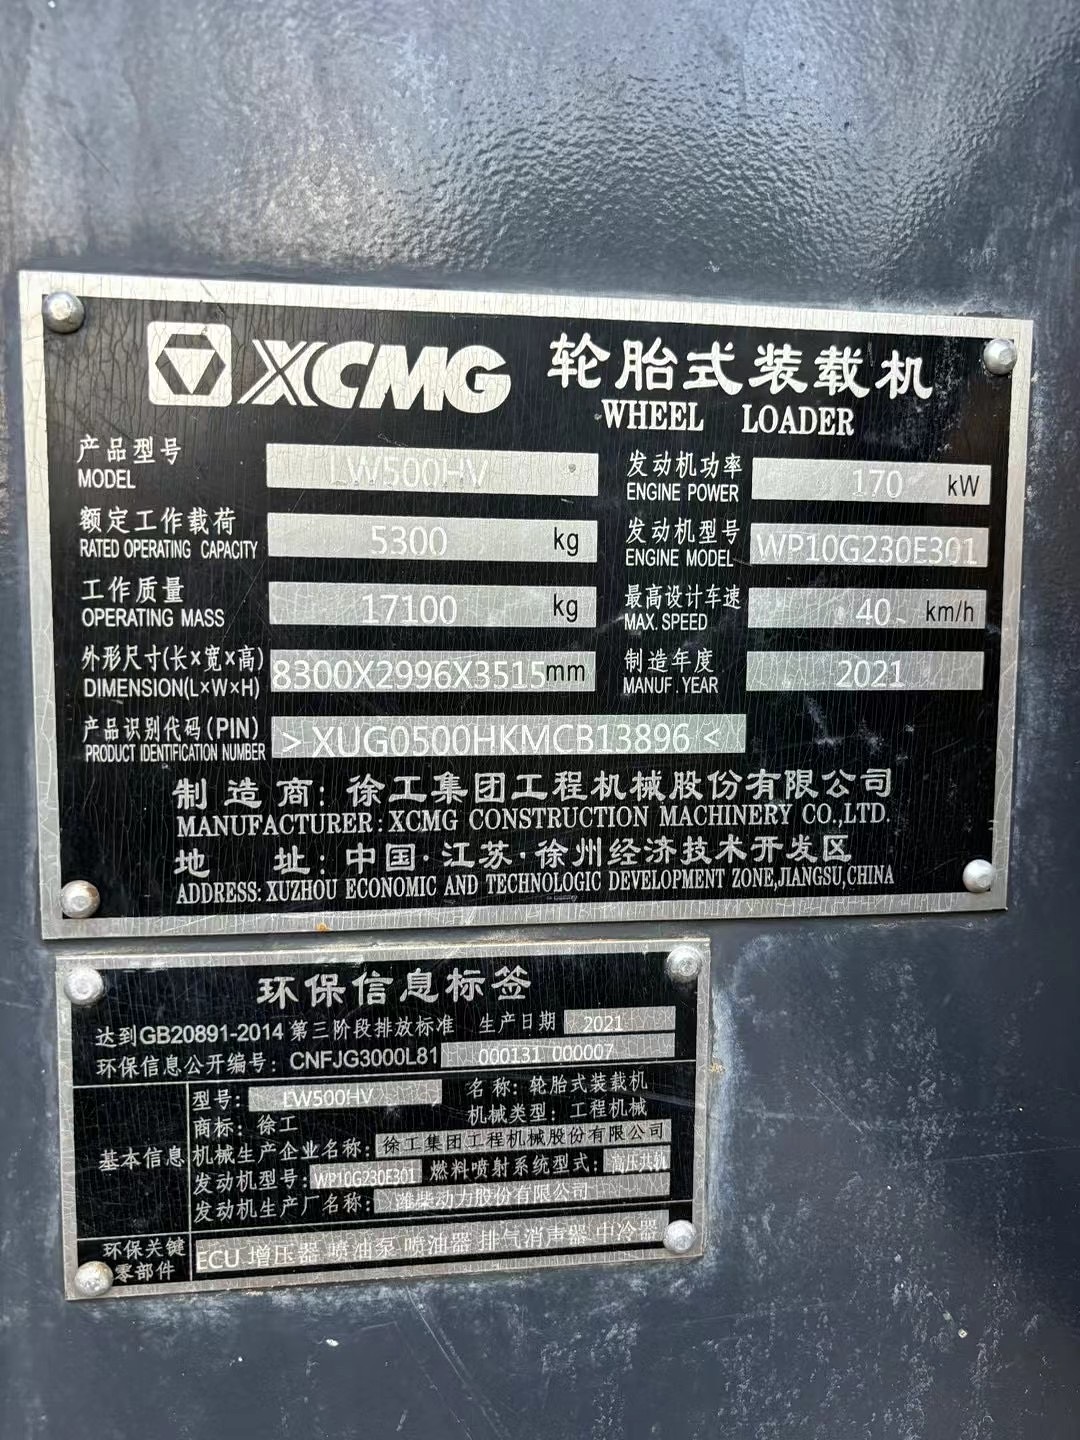 XCMG 轮胎式装载机
WHEEL LOADER
产品型号 LW500HV 发动机功率 170 kW
MODEL ENGINE POWER
额定工作载荷 5300 kg 发动机型号 WP10G230E301
RATED OPERATING CAPACITY ENGINE MODEL
工作质量 17100 kg 最高设计车速 40 km/h
OPERATING MASS MAX. SPEED
外形尺寸(长×宽×高) 8300X2996X3515mm 制造年度 2021
DIMENSION(L×W×H) MANUF. YEAR
产品识别代码(PIN) >XUG0500HKMCB13896<
PRODUCT IDENTIFICATION NUMBER
制造商:徐工集团工程机械股份有限公司
MANUFACTURER: XCMG CONSTRUCTION MACHINERY CO.,LTD.
地 址:中国·江苏·徐州经济技术开发区
ADDRESS: XUZHOU ECONOMIC AND TECHNOLOGIC DEVELOPMENT ZONE,JIANGSU,CHINA
环保信息标签
达到GB20891-2014 第三阶段排放标准 生产日期 2021
环保信息公开编号: CNFJG3000L81 000131 000007
型号: LW500HV 名称: 轮胎式装载机
商标: 徐工 机械类型: 工程机械
基本信息 机械生产企业名称: 徐工集团工程机械股份有限公司
发动机型号: WP10G230E301 燃料喷射系统型式: 高压共轨
发动机生产厂名称: 潍柴动力股份有限公司
环保关键零部件 ECU 增压器 喷油泵 喷油器 排气消声器 中冷器